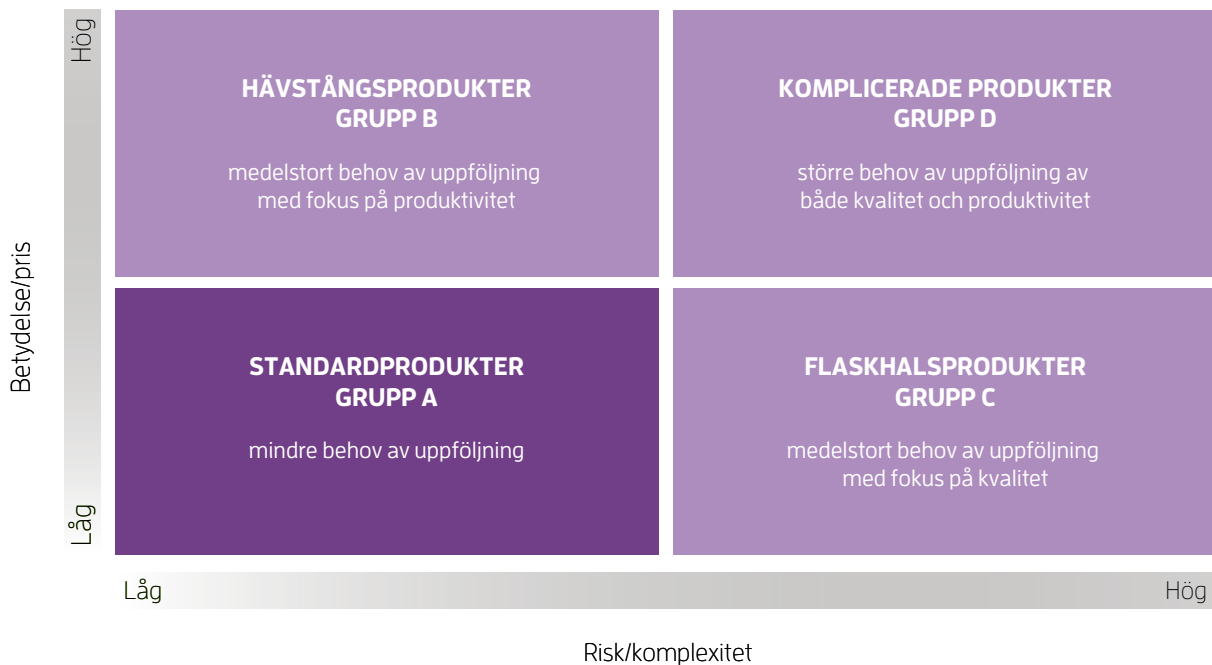 Hög
HÄVSTÅNGSPRODUKTER
GRUPP B
medelstort behov av uppföljning
med fokus på produktivitet
KOMPLICERADE PRODUKTER
GRUPP D
större behov av uppföljning av
både kvalitet och produktivitet
Betydelse/pris
STANDARDPRODUKTER
GRUPP A
mindre behov av uppföljning
FLASKHALSPRODUKTER
GRUPP C
medelstort behov av uppföljning
med fokus på kvalitet
Låg
Låg
Hög
Risk/komplexitet